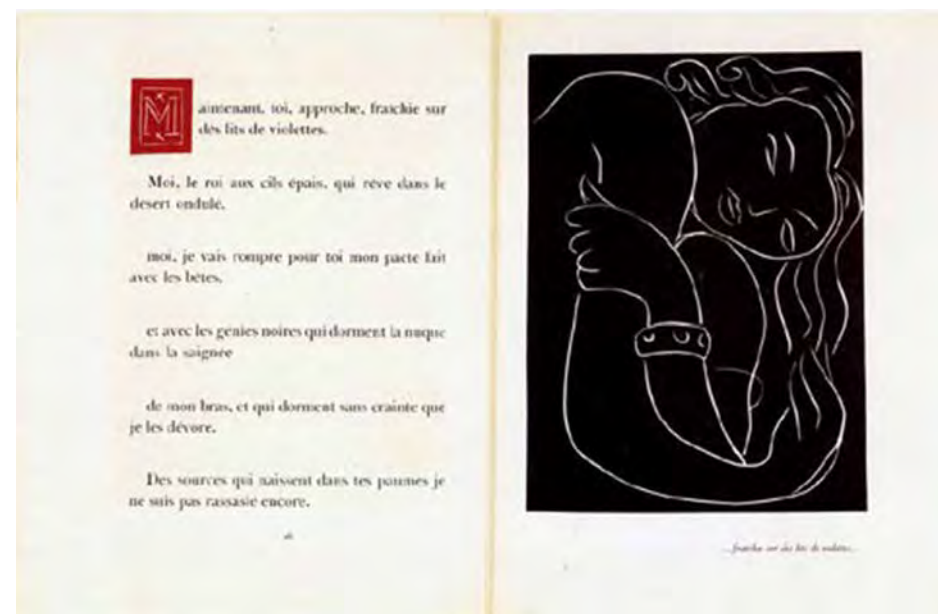 Maintenant, toi, approche, fraîchie sur
des lits de violettes.
Moi, le roi aux cils épais, qui rêve dans le
désert ondulé,
moi, je vais rompre pour toi mon pacte fait
avec les bêtes,
et avec les génies noires qui dorment la nuque
dans la saignée
de mon bras, et qui dorment sans crainte que
je les dévore.
Des sources qui naissent dans tes paumes je
ne suis pas rassasié encore.
...fraîchie sur des lits de violettes...